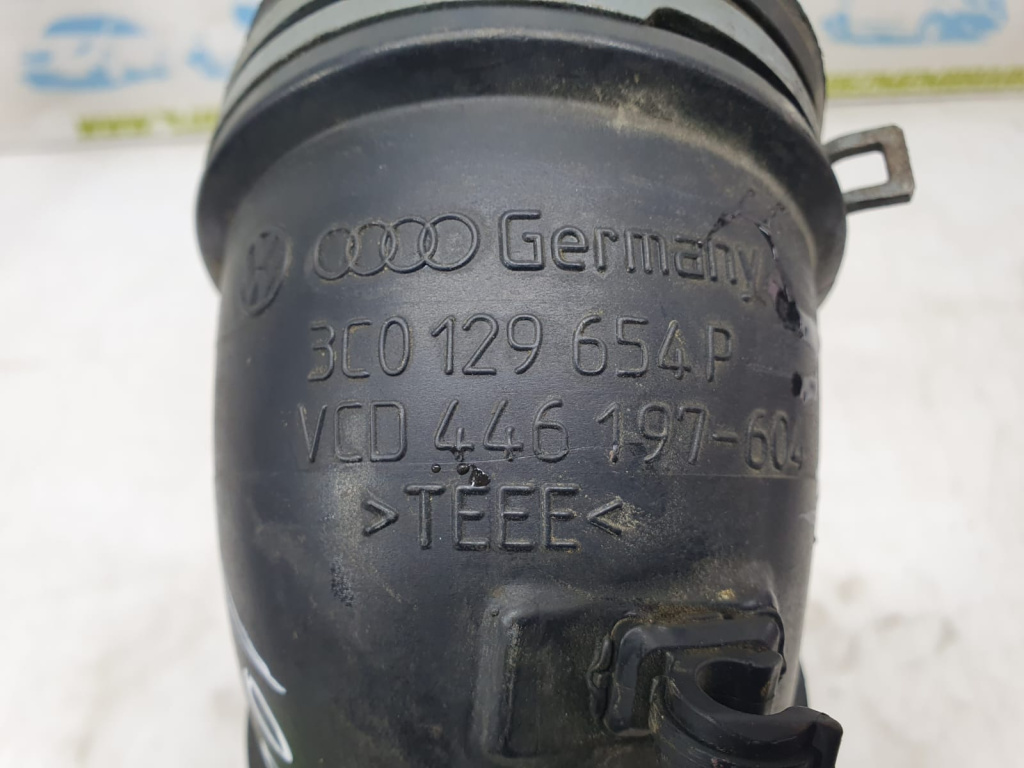 Germany
3C0 129 654 P
VCD 446 197-604
>TEEE<